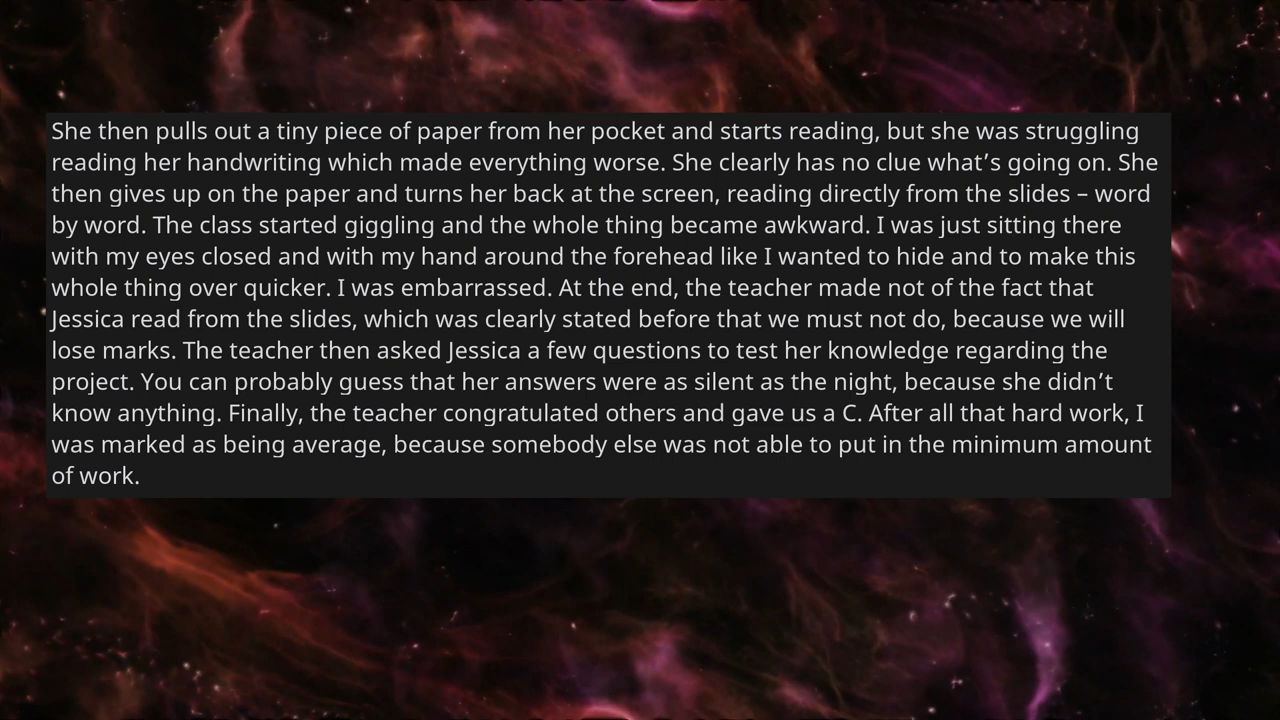 She then pulls out a tiny piece of paper from her pocket and starts reading, but she was struggling
reading her handwriting which made everything worse. She clearly has no clue what’s going on. She
then gives up on the paper and turns her back at the screen, reading directly from the slides – word
by word. The class started giggling and the whole thing became awkward. I was just sitting there
with my eyes closed and with my hand around the forehead like I wanted to hide and to make this
whole thing over quicker. I was embarrassed. At the end, the teacher made not of the fact that
Jessica read from the slides, which was clearly stated before that we must not do, because we will
lose marks. The teacher then asked Jessica a few questions to test her knowledge regarding the
project. You can probably guess that her answers were as silent as the night, because she didn’t
know anything. Finally, the teacher congratulated others and gave us a C. After all that hard work, I
was marked as being average, because somebody else was not able to put in the minimum amount
of work.